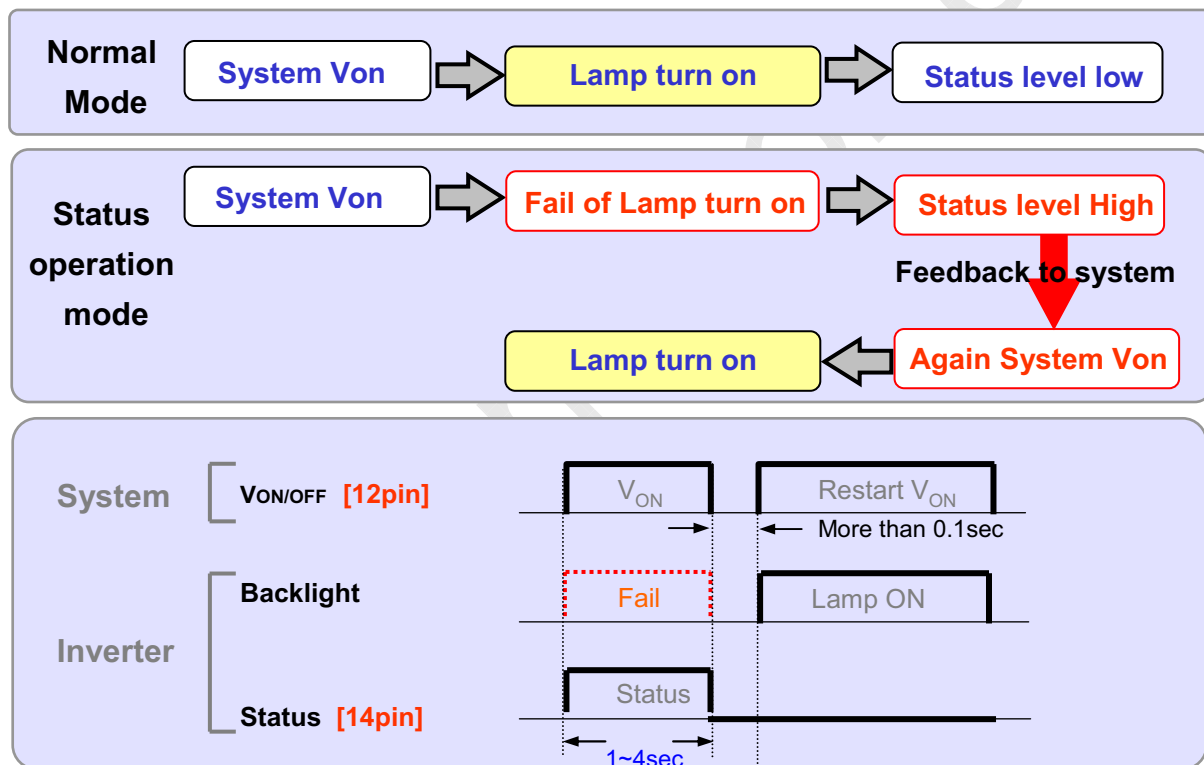 Normal
Mode
System Von
Lamp turn on
Status level low
Status
operation
mode
System Von
Fail of Lamp turn on
Status level High
Feedback to system
Lamp turn on
Again System Von
System
VON/OFF [12pin]
VON
Restart VON
More than 0.1sec
Inverter
Backlight
Fail
Lamp ON
Status [14pin]
Status
1~4sec